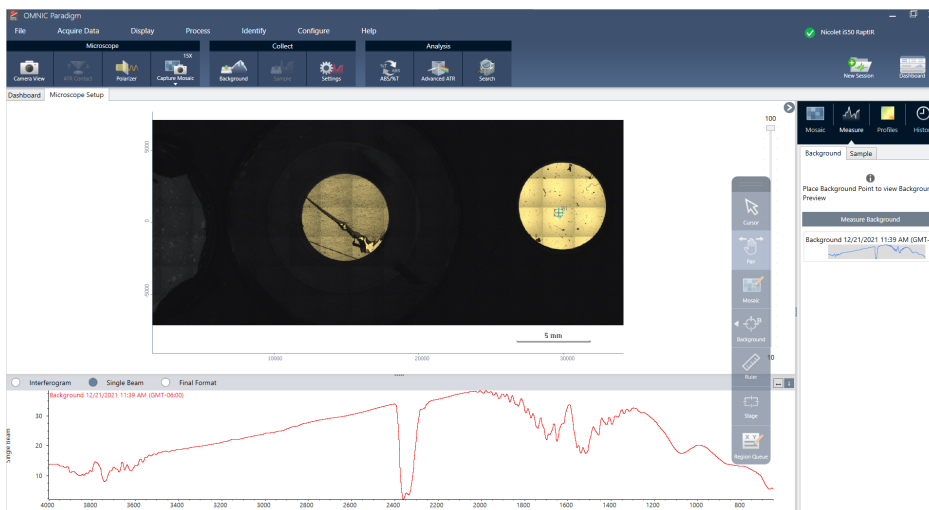 OMNIC Paradigm
File Acquire Data Display Process Identify Configure Help
Nicolet iS50 RaptIR
Microscope Collect Analysis
15X
Camera View ATR Contact Polarizer Capture Mosaic Background Sample Settings ABS/%T Advanced ATR Search New Session Dashboard
Dashboard Microscope Setup
100
Mosaic Measure Profiles Histor
Background Sample
Place Background Point to view Backgrour
Preview
Measure Background
Background 12/21/2021 11:39 AM (GMT-
5000
0
-5000
5 mm
10000 20000 30000
10
Cursor
Pan
Mosaic
Background
Ruler
Stage
X Y
Region Queue
Interferogram Single Beam Final Format
Background 12/21/2021 11:39 AM (GMT-06:00)
Single Beam
30
20
10
4000 3800 3600 3400 3200 3000 2800 2600 2400 2200 2000 1800 1600 1400 1200 1000 800